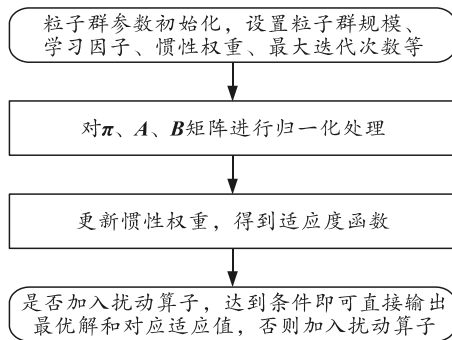 粒子群参数初始化，设置粒子群规模、
学习因子、惯性权重、最大迭代次数等
对π、A、B矩阵进行归一化处理
更新惯性权重，得到适应度函数
是否加入扰动算子，达到条件即可直接输出
最优解和对应适应值，否则加入扰动算子